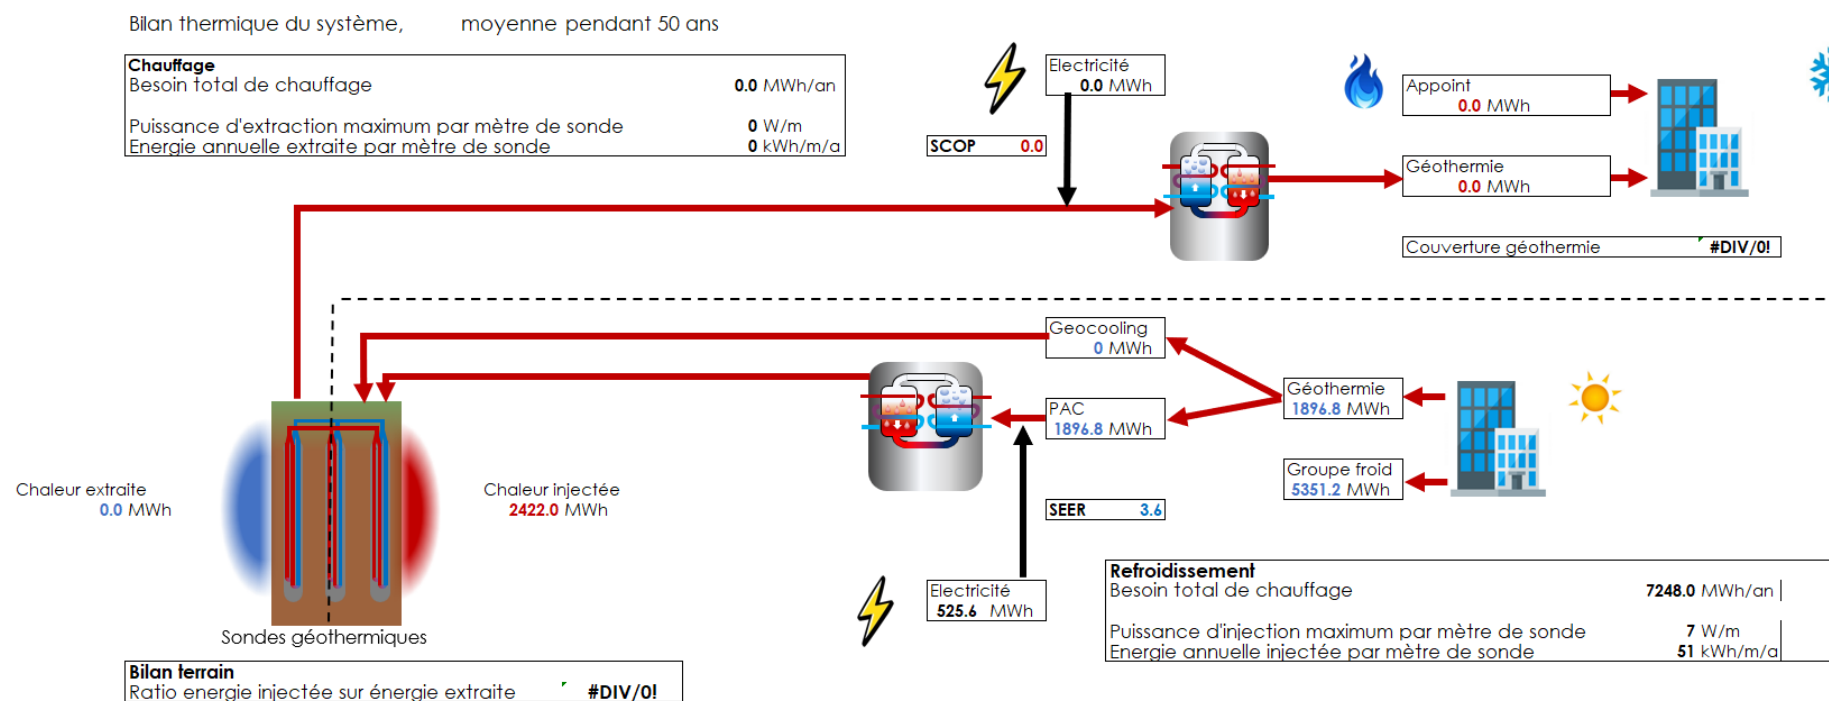 Bilan thermique du système, moyenne pendant 50 ans
Chauffage
Besoin total de chauffage 0.0 MWh/an
Puissance d'extraction maximum par mètre de sonde 0 W/m
Energie annuelle extraite par mètre de sonde 0 kWh/m/a
Electricité
0.0 MWh
SCOP 0.0
Appoint
0.0 MWh
Géothermie
0.0 MWh
Couverture géothermie #DIV/0!
Geocooling
0 MWh
PAC
1896.8 MWh
Géothermie
1896.8 MWh
Groupe froid
5351.2 MWh
SEER 3.6
Electricité
525.6 MWh
Chaleur extraite
0.0 MWh
Chaleur injectée
2422.0 MWh
Sondes géothermiques
Refroidissement
Besoin total de chauffage 7248.0 MWh/an
Puissance d'injection maximum par mètre de sonde 7 W/m
Energie annuelle injectée par mètre de sonde 51 kWh/m/a
Bilan terrain
Ratio energie injectée sur énergie extraite #DIV/0!